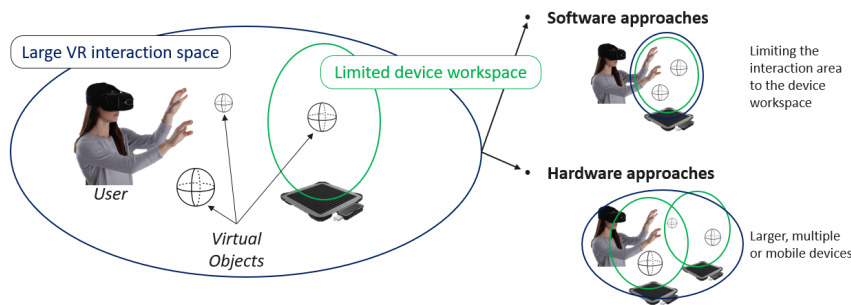 Large VR interaction space
Limited device workspace
User
Virtual
Objects
• Software approaches
Limiting the
interaction area
to the device
workspace
• Hardware approaches
Larger, multiple
or mobile devices